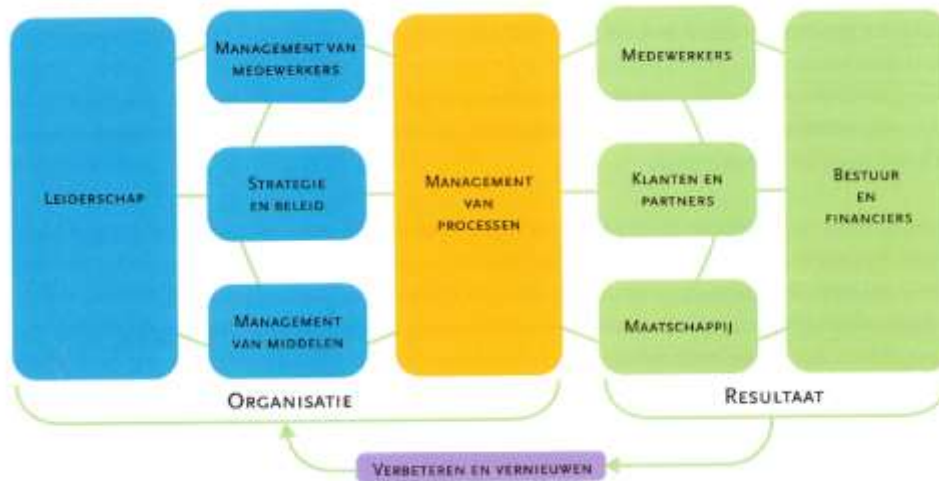 LEIDERSCHAP
MANAGEMENT VAN
MEDEWERKERS
STRATEGIE
EN BELEID
MANAGEMENT
VAN MIDDELEN
MANAGEMENT
VAN
PROCESSEN
MEDEWERKERS
KLANTEN EN
PARTNERS
MAATSCHAPPIJ
BESTUUR
EN
FINANCIERS
ORGANISATIE
RESULTAAT
VERBETEREN EN VERNIEUWEN